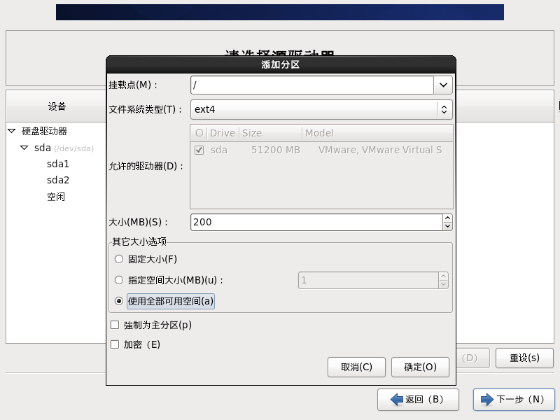 请选择源驱动器
添加分区
挂载点(M)：
/
文件系统类型(T)：
ext4
Drive Size Model
sda 51200 MB VMware, VMware Virtual S
允许的驱动器(D)：
大小(MB)(S)：
200
其它大小选项
固定大小(F)
指定空间大小(MB)(u)：
1
使用全部可用空间(a)
强制为主分区(p)
加密（E)
取消(C)
确定(O)
设备
硬盘驱动器
sda (/dev/sda)
sda1
sda2
空闲
(D)
重设(s)
返回（B）
下一步（N）